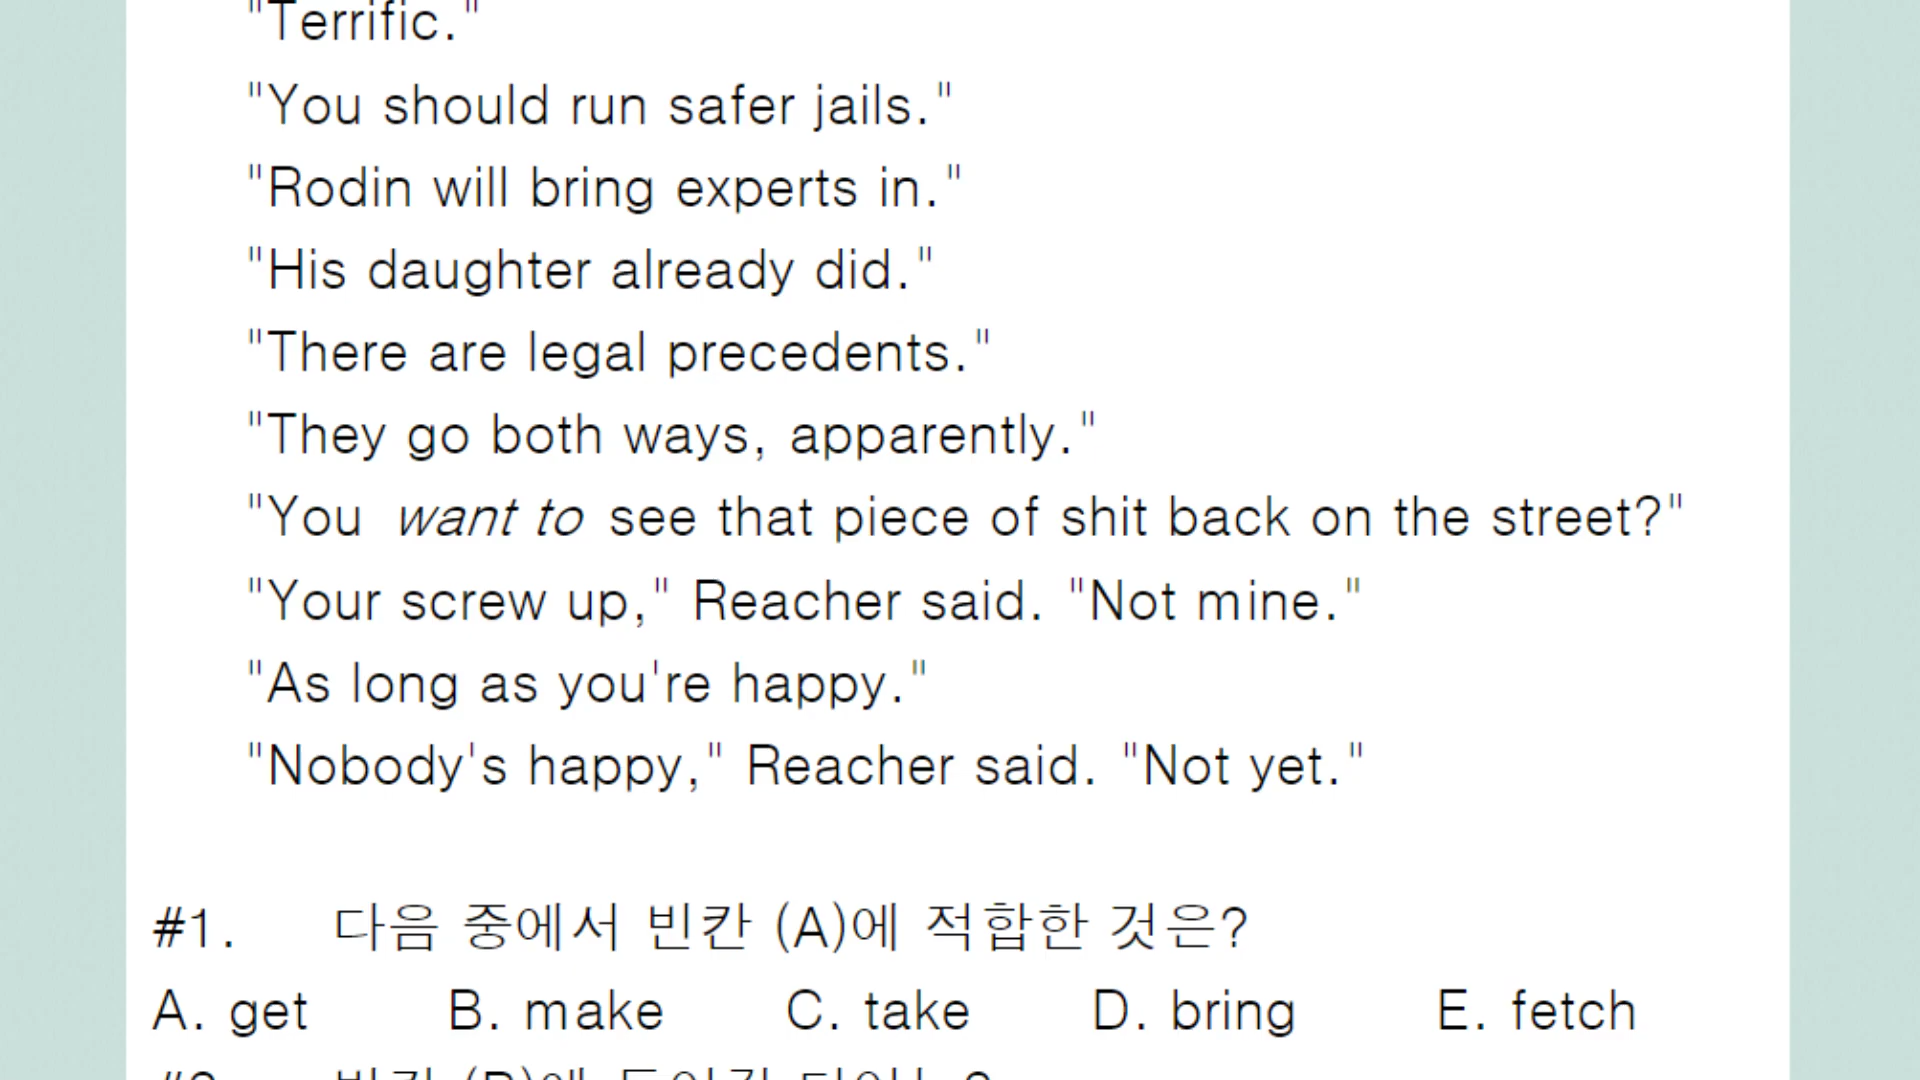 "Terrific."
"You should run safer jails."
"Rodin will bring experts in."
"His daughter already did."
"There are legal precedents."
"They go both ways, apparently."
"You want to see that piece of shit back on the street?"
"Your screw up," Reacher said. "Not mine."
"As long as you're happy."
"Nobody's happy," Reacher said. "Not yet."
#1. 다음 중에서 빈칸 (A)에 적합한 것은?
A. get B. make C. take D. bring E. fetch